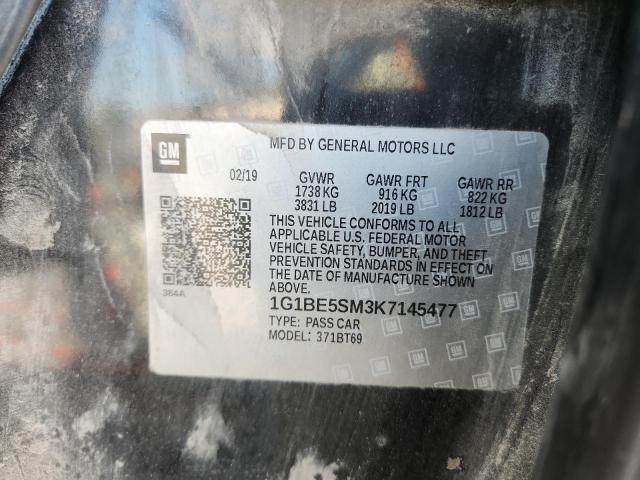 GM
MFD BY GENERAL MOTORS LLC
02/19 GVWR GAWR FRT GAWR RR
1738 KG 916 KG 822 KG
3831 LB 2019 LB 1812 LB
THIS VEHICLE CONFORMS TO ALL
APPLICABLE U.S. FEDERAL MOTOR
VEHICLE SAFETY, BUMPER, AND THEFT
PREVENTION STANDARDS IN EFFECT ON
THE DATE OF MANUFACTURE SHOWN
ABOVE.
384A
1G1BE5SM3K7145477
TYPE: PASS CAR
MODEL: 371BT69